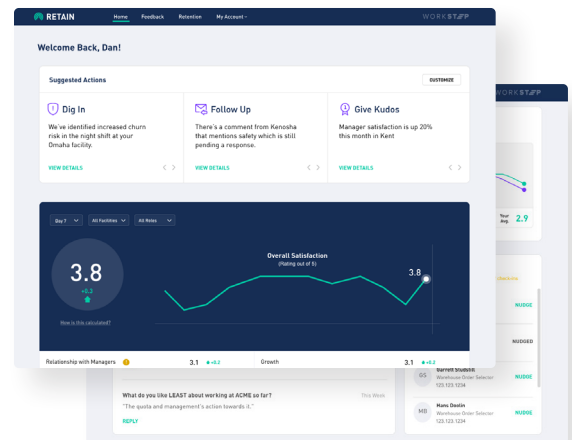 RETAIN
Home
Feedback
Retention
My Account
WORKSTEP
Welcome Back, Dan!
Suggested Actions
CUSTOMIZE
Dig In
We've identified increased churn
risk in the right shift at your
Omaha facility.
VIEW DETAILS
Follow Up
There's a comment from Kenosha
that mentions safety which is still
pending a response.
VIEW DETAILS
Give Kudos
Manager satisfaction is up 20%
this month in Kent
VIEW DETAILS
Day 7
All Facilities
All Roles
3.8
+0.2
How is this calculated?
Overall Satisfaction
(Rating out of 5)
3.8
Relationship with Managers
3.1
+0.2
Growth
3.1
+0.2
WORKSTEP
Your
Avg.
2.9
NUDGE
NUDGED
GS
Warehouse Order Selector
123.123.1234
NUDGE
MR
Hans Doslin
Warehouse Order Selector
123.123.1234
NUDGE
What do you like LEAST about working at ACME so far?
This Week
"The quota and management's action towards it."
REPLY